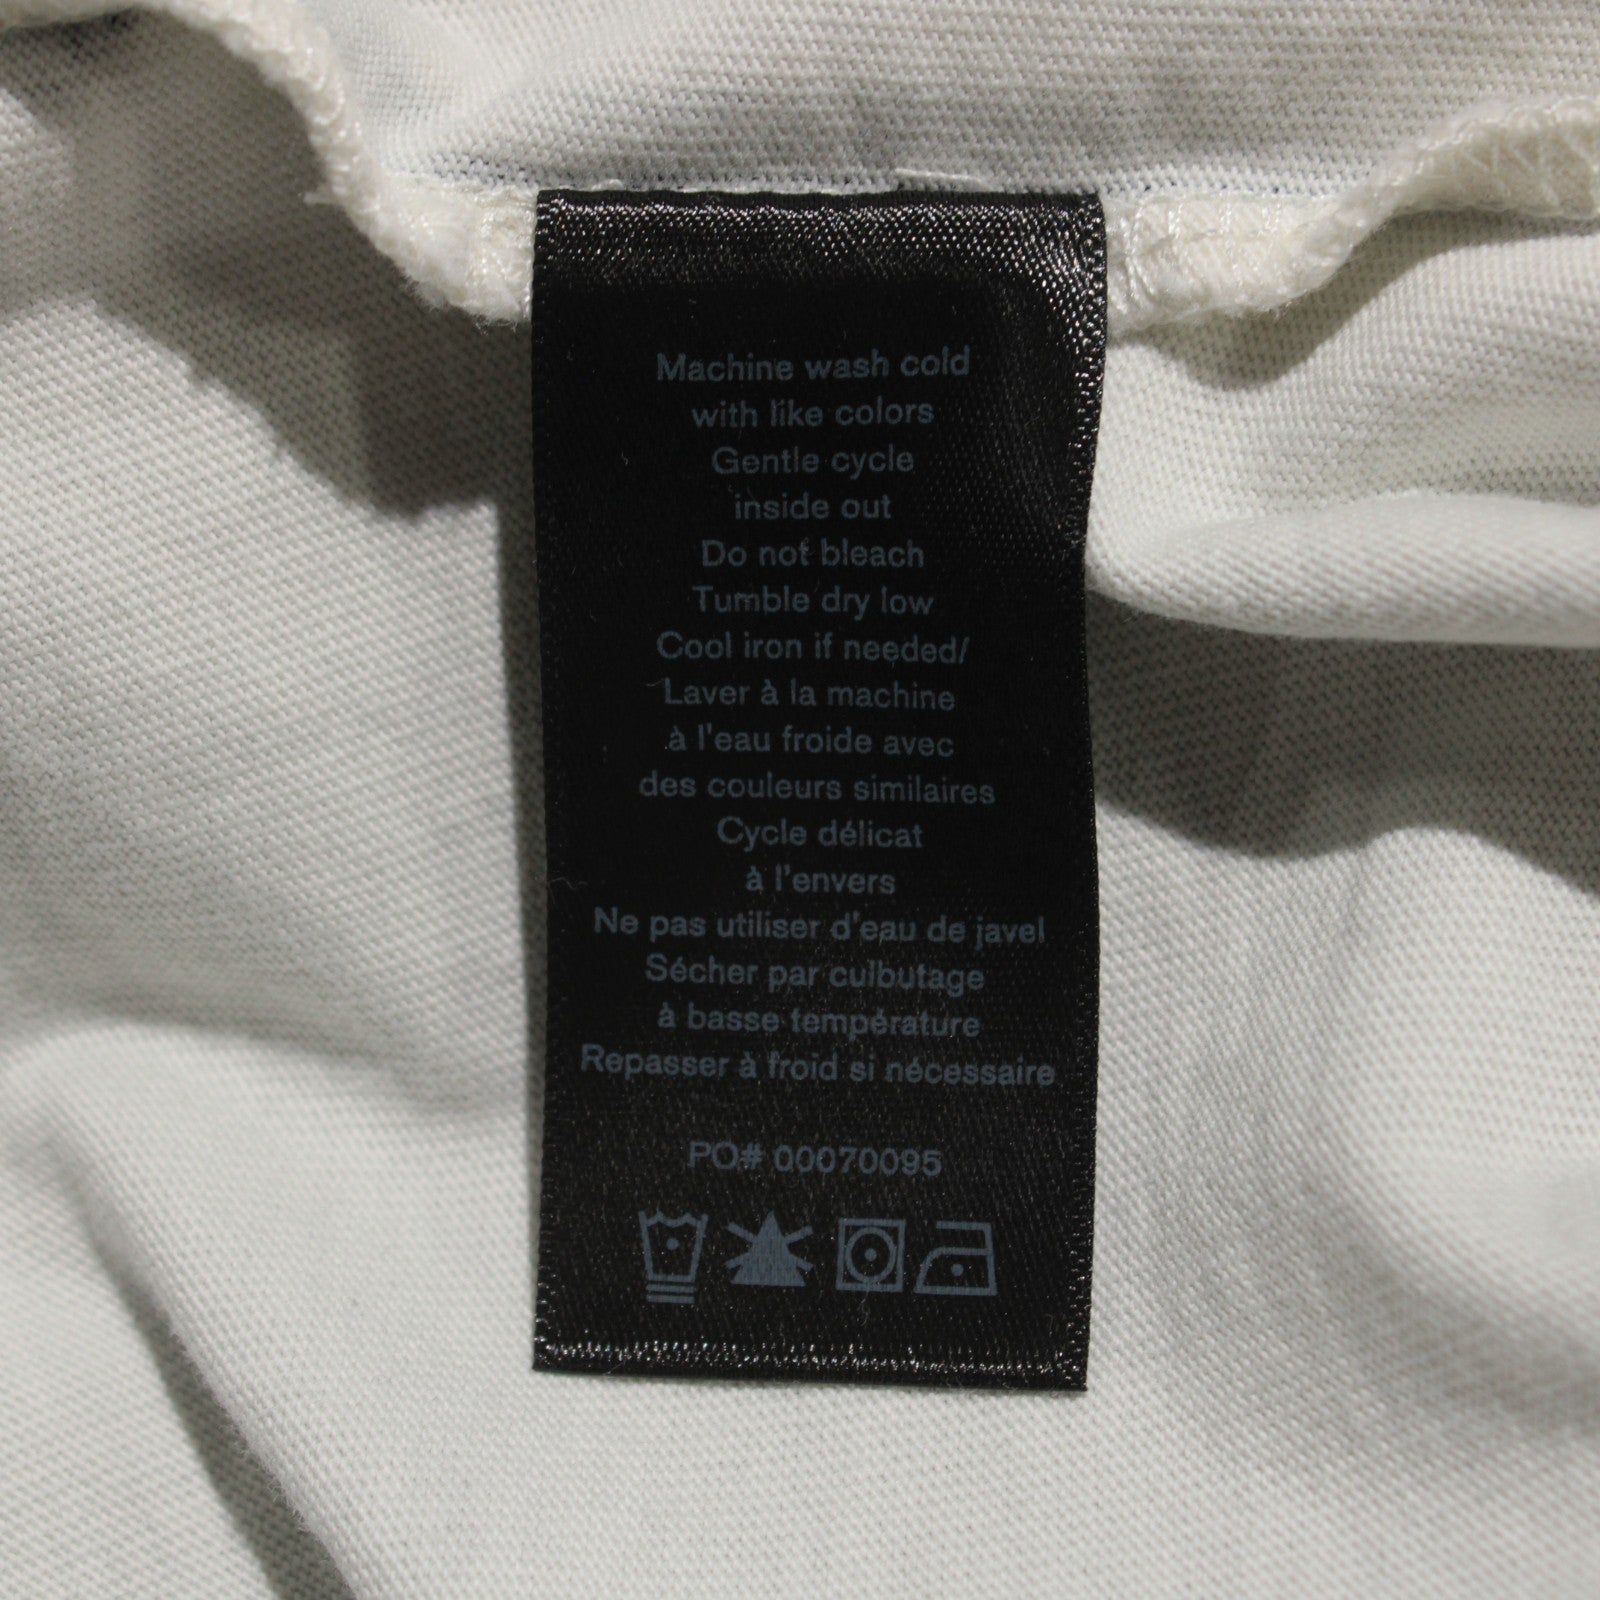 Machine wash cold
with like colors
Gentle cycle
inside out
Do not bleach
Tumble dry low
Cool iron if needed/
Laver à la machine
à l'eau froide avec
des couleurs similaires
Cycle délicat
à l'envers
Ne pas utiliser d'eau de javel
Sécher par culbutage
à basse température
Repasser à froid si nécessaire
PO# 00070095